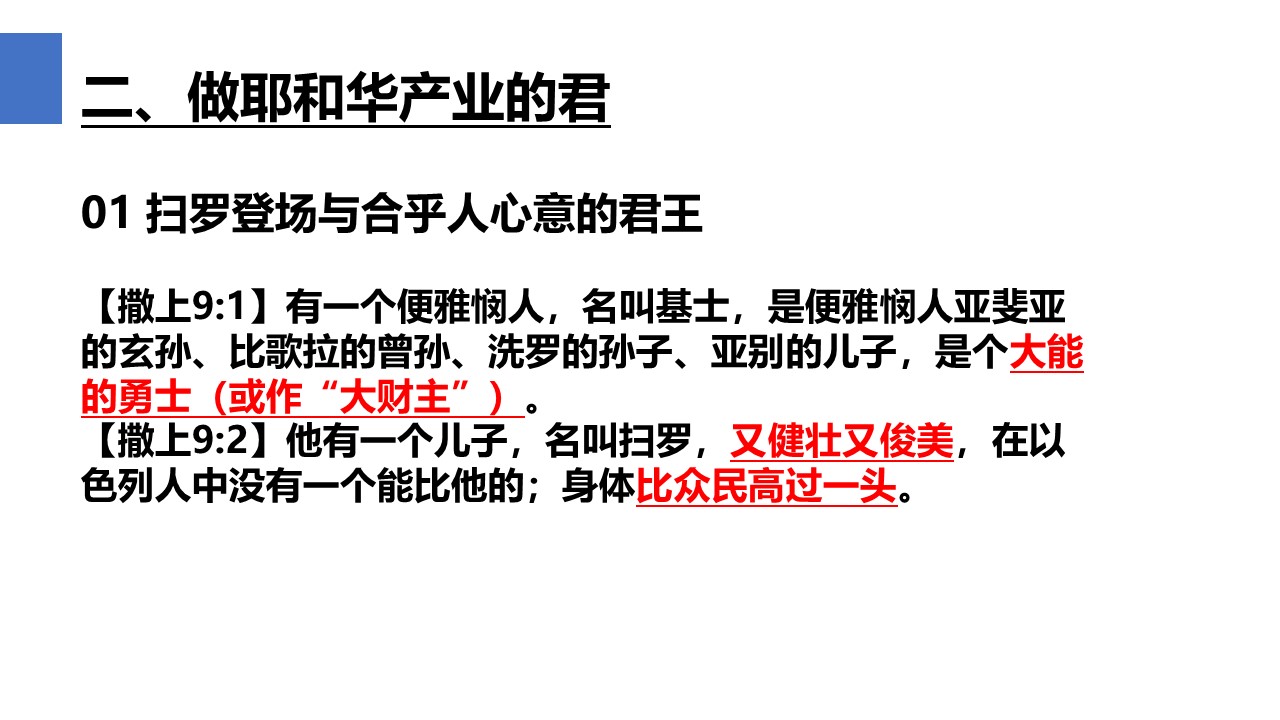 二、做耶和华产业的君
01 扫罗登场与合乎人心意的君王
【撒上9:1】有一个便雅悯人，名叫基士，是便雅悯人亚斐亚
的玄孙、比歌拉的曾孙、洗罗的孙子、亚别的儿子，是个大能
的勇士（或作“大财主”）。
【撒上9:2】他有一个儿子，名叫扫罗，又健壮又俊美，在以
色列人中没有一个能比他的；身体比众民高过一头。